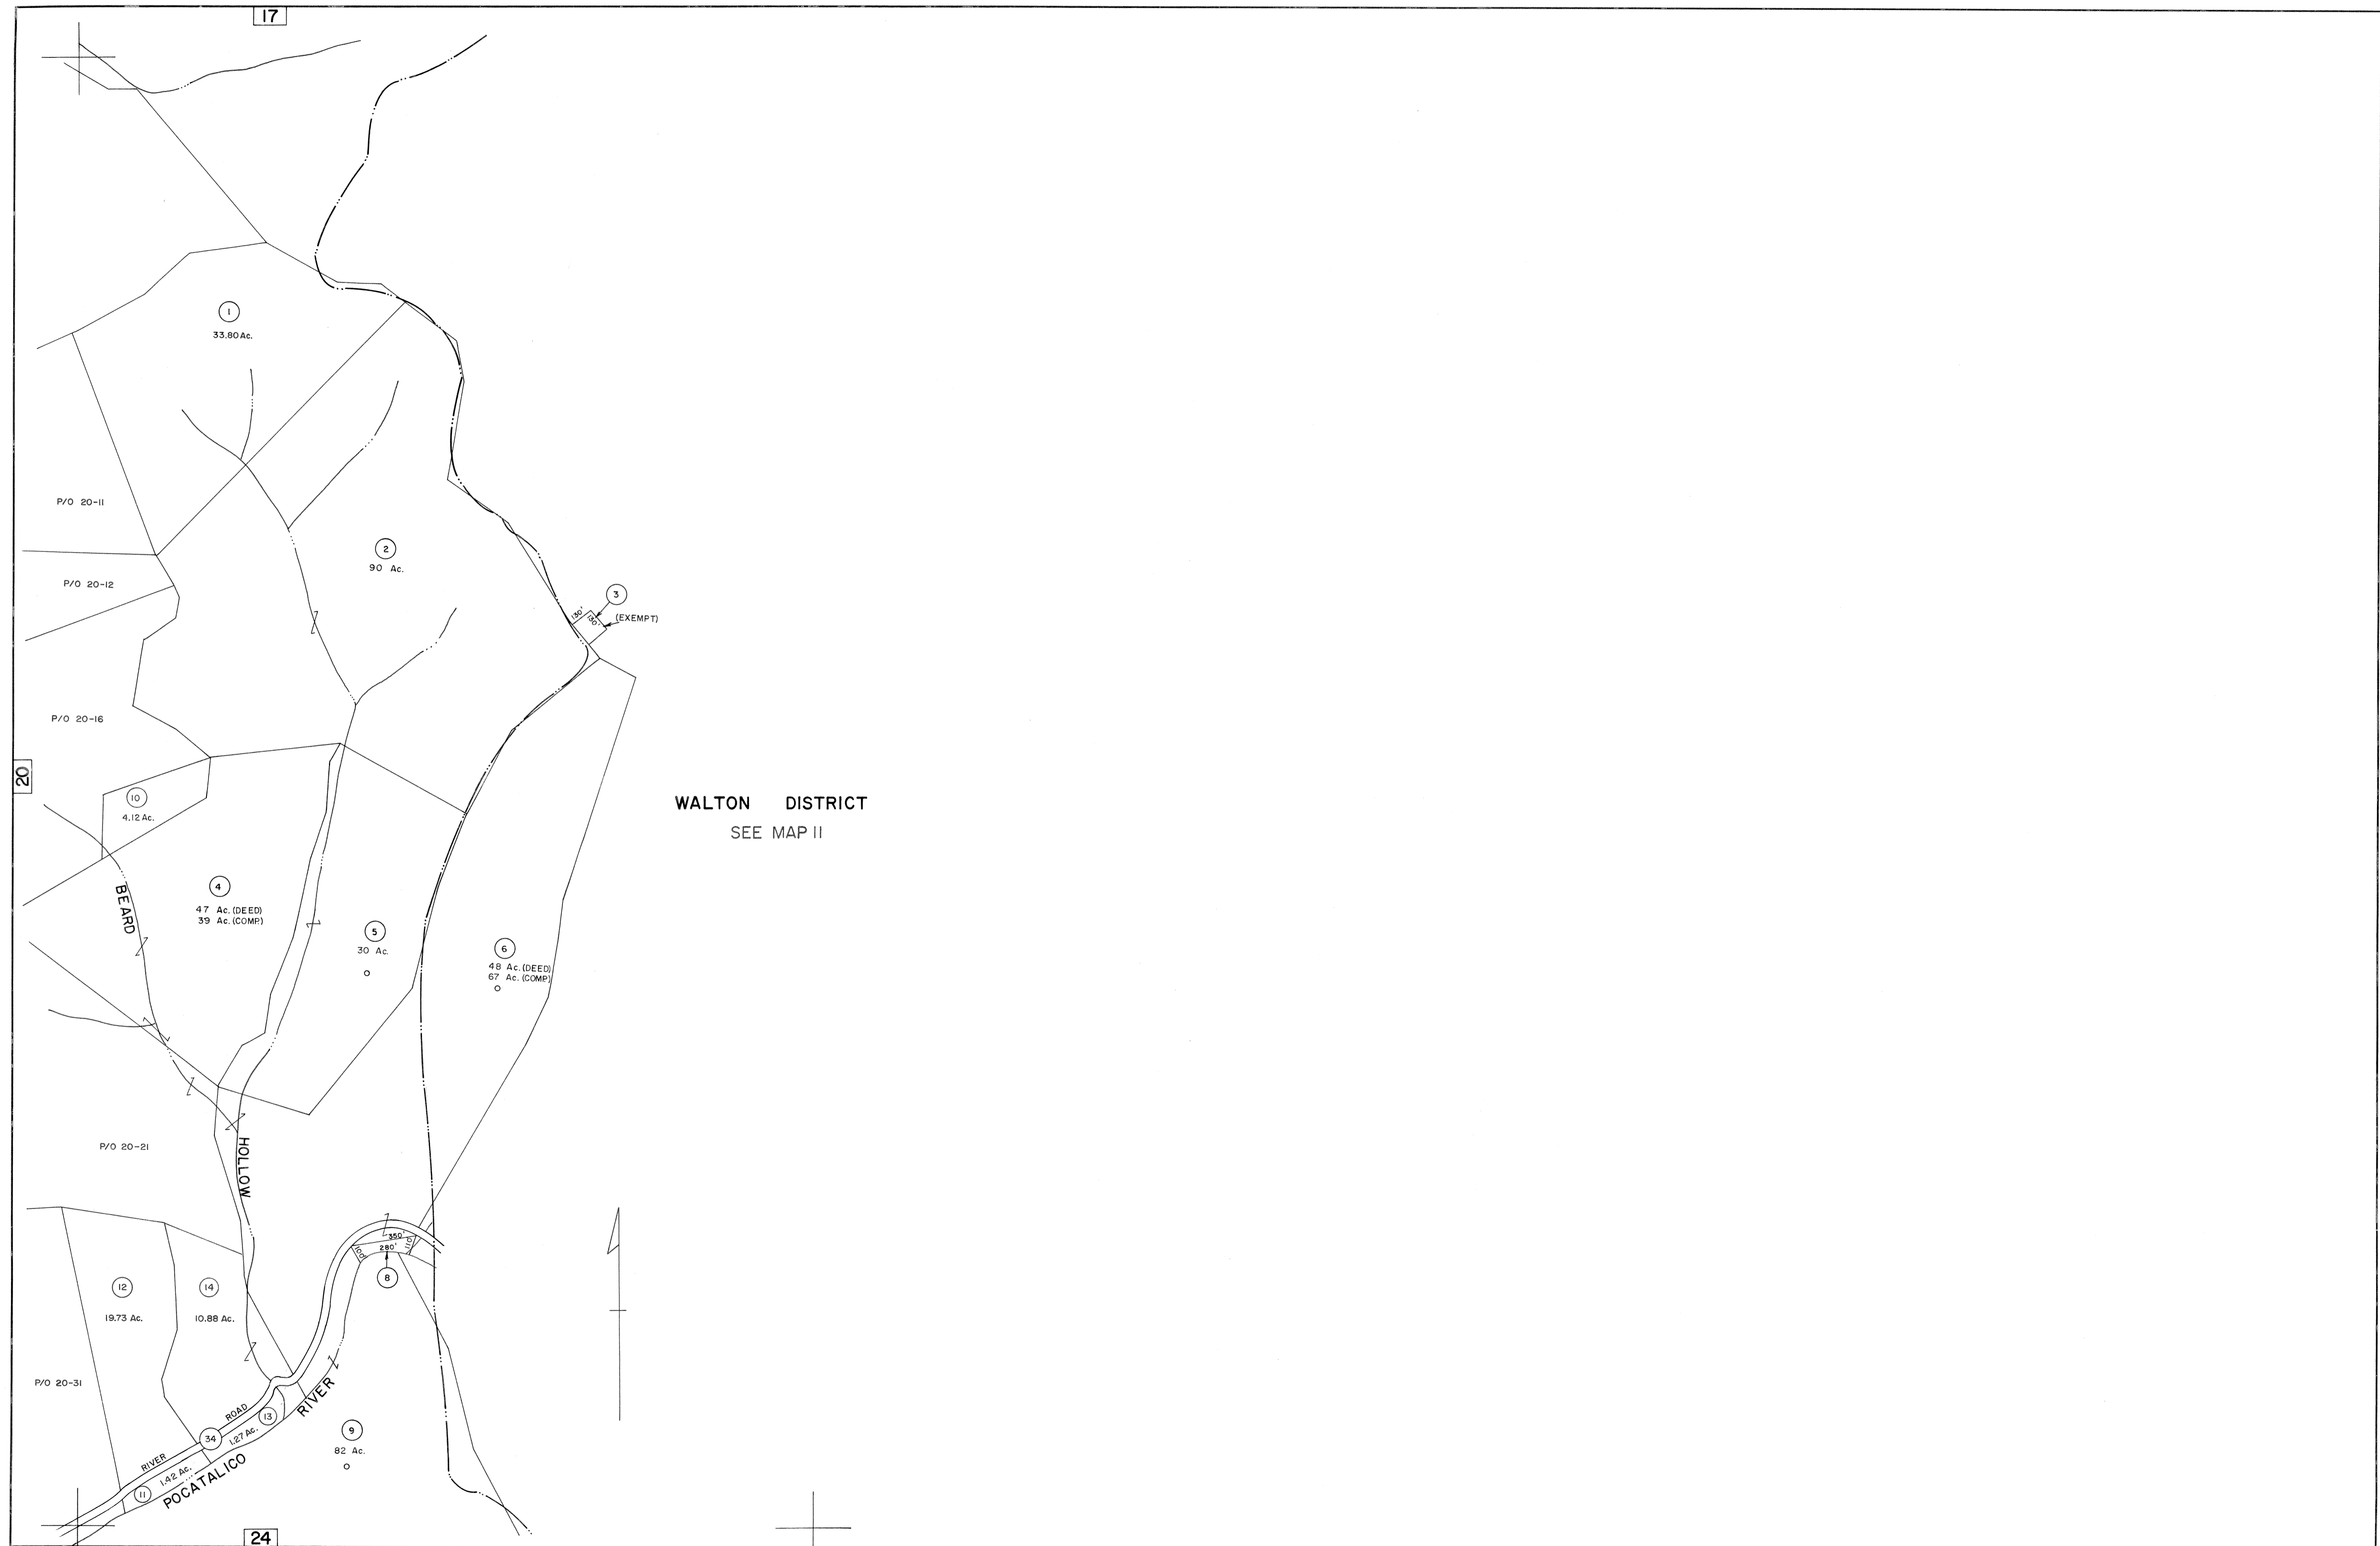 17
1
33.80 Ac.
P/O 20-11
2
90 Ac.
P/O 20-12
3
130'
130'
(EXEMPT)
P/O 20-16
20
10
4.12 Ac.
WALTON DISTRICT
SEE MAP 11
BEARD
4
47 Ac. (DEED)
39 Ac. (COMP.)
5
30 Ac.
6
48 Ac. (DEED)
67 Ac. (COMP.)
P/O 20-21
HOLLOW
350'
100'
280'
110'
8
12
19.73 Ac.
14
10.88 Ac.
P/O 20-31
RIVER
ROAD
34
13
1.27 Ac.
11
1.42 Ac.
POCATALICO
RIVER
9
82 Ac.
24